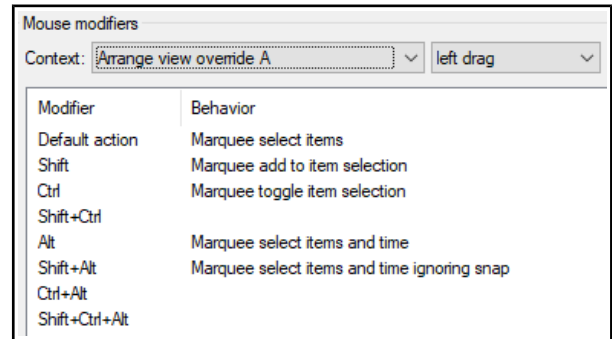 Mouse modifiers
Context: Arrange view override A left drag
Modifier Behavior
Default action Marquee select items
Shift Marquee add to item selection
Ctrl Marquee toggle item selection
Shift+Ctrl
Alt Marquee select items and time
Shift+Alt Marquee select items and time ignoring snap
Ctrl+Alt
Shift+Ctrl+Alt